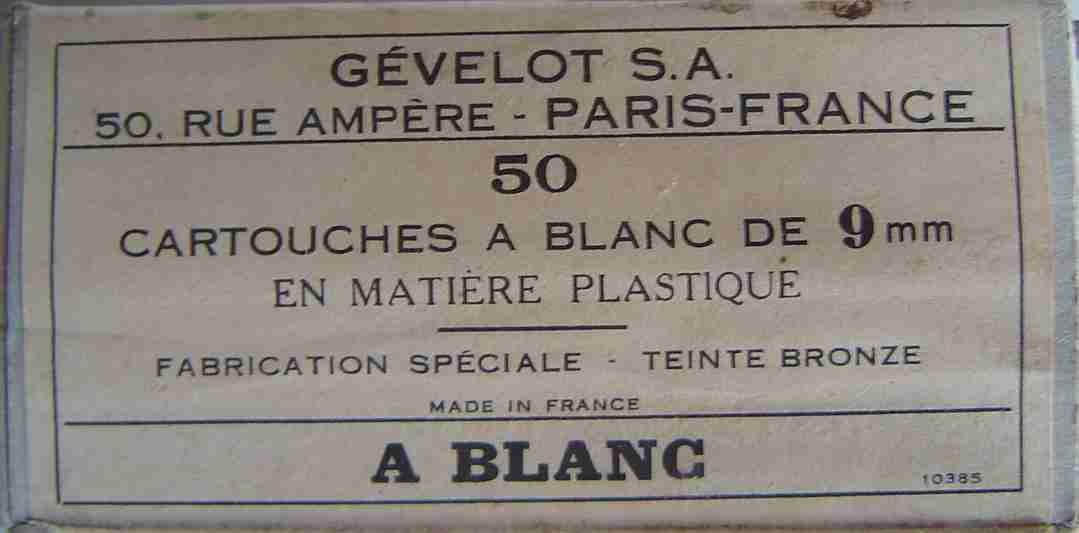 GÉVELOT S.A.
50, RUE AMPÈRE - PARIS-FRANCE
50
CARTOUCHES A BLANC DE 9mm
EN MATIÈRE PLASTIQUE
FABRICATION SPÉCIALE - TEINTE BRONZE
MADE IN FRANCE
A BLANC
10385